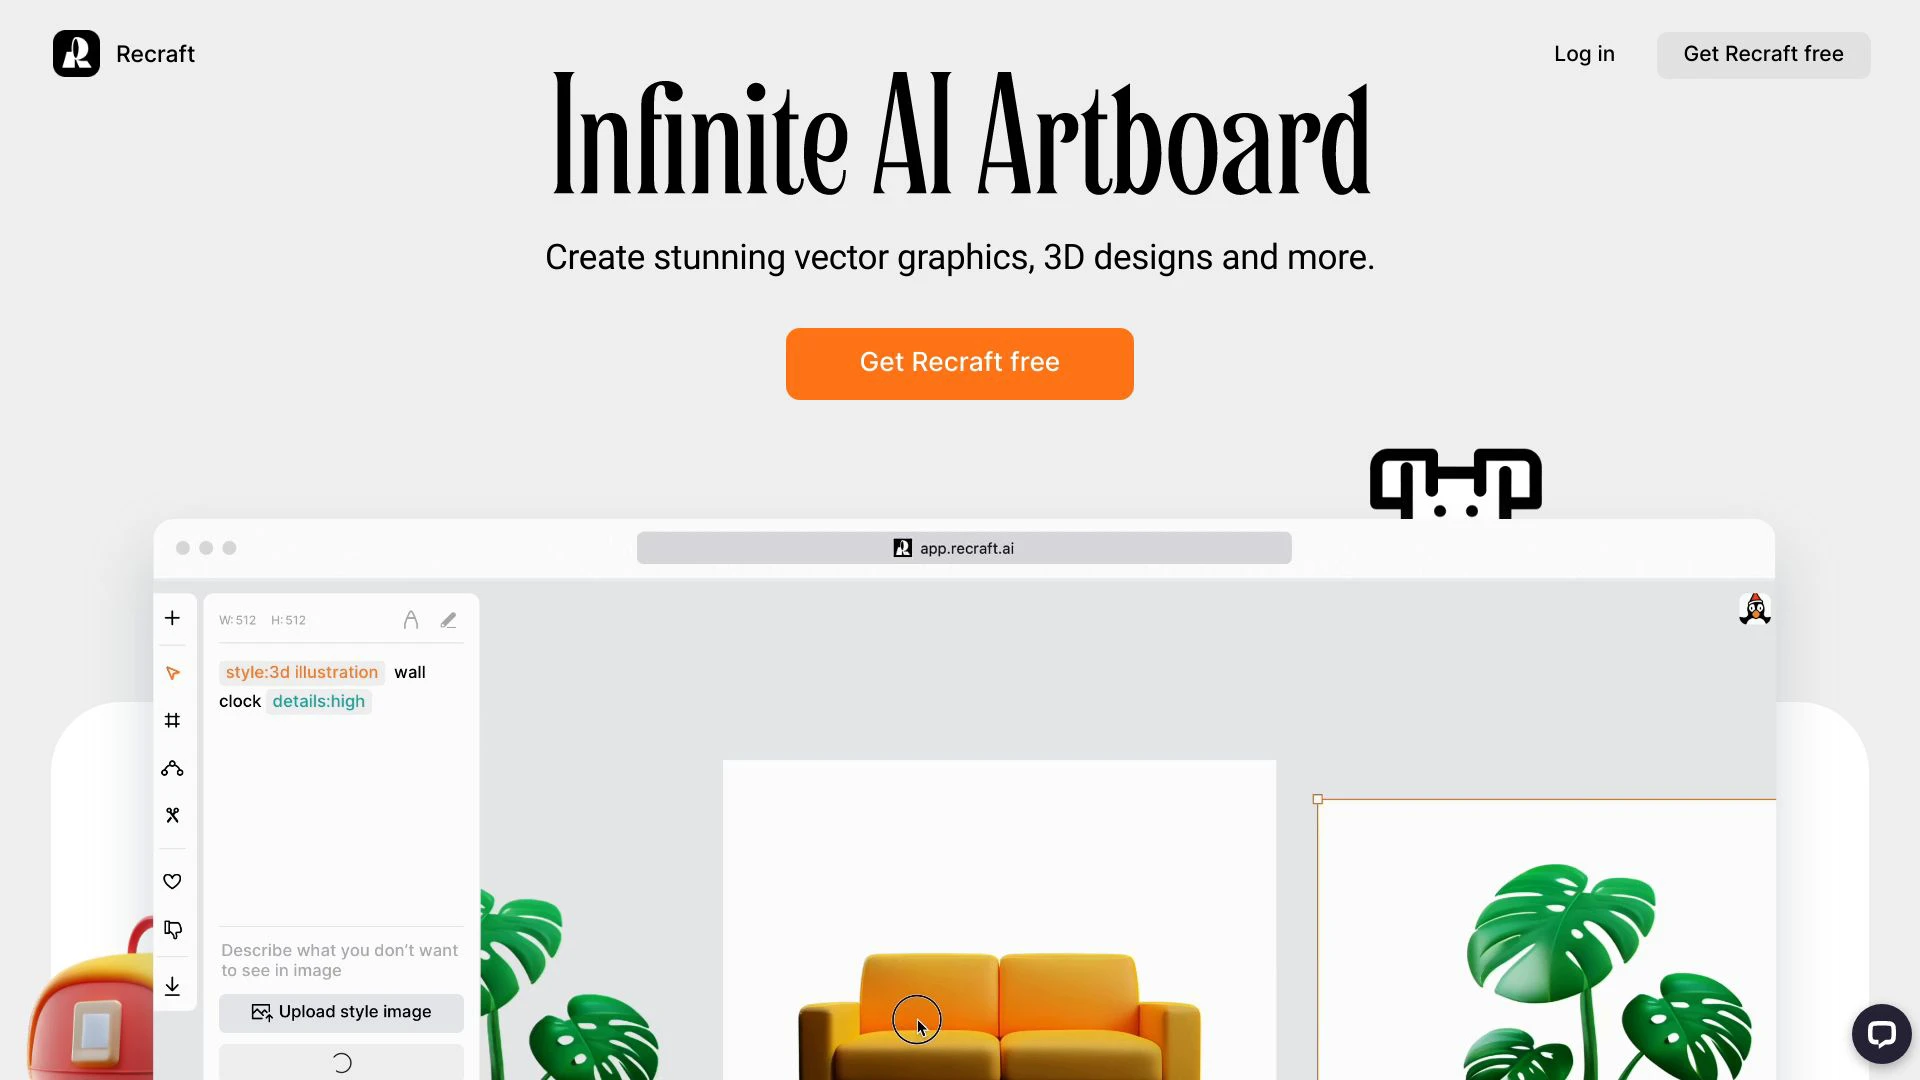 Recraft
Log in
Get Recraft free
Infinite AI Artboard
Create stunning vector graphics, 3D designs and more.
Get Recraft free
app.recraft.ai
W:512 H:512
style:3d illustration wall
clock details:high
Describe what you don’t want
to see in image
Upload style image